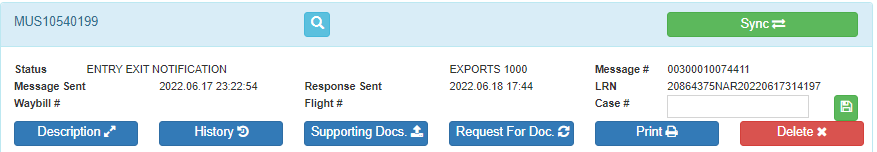 MUS10540199 Sync
Status ENTRY EXIT NOTIFICATION EXPORTS 1000 Message # 00300010074411
Message Sent 2022.06.17 23:22:54 Response Sent 2022.06.18 17:44 LRN 20864375NAR20220617314197
Waybill # Flight # Case #
Description History Supporting Docs. Request For Doc. Print Delete